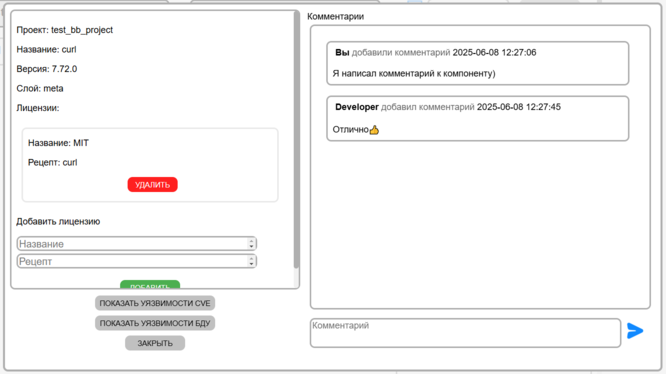 Проект: test_bb_project
Название: curl
Версия: 7.72.0
Слой: meta
Лицензии:
Название: MIT
Рецепт: curl
УДАЛИТЬ
Добавить лицензию
Название
Рецепт
ДОБАВИТЬ
ПОКАЗАТЬ УЯЗВИМОСТИ CVE
ПОКАЗАТЬ УЯЗВИМОСТИ БДУ
ЗАКРЫТЬ
Комментарии
Вы добавили комментарий 2025-06-08 12:27:06
Я написал комментарий к компоненту)
Developer добавил комментарий 2025-06-08 12:27:45
Отлично👍
Комментарий